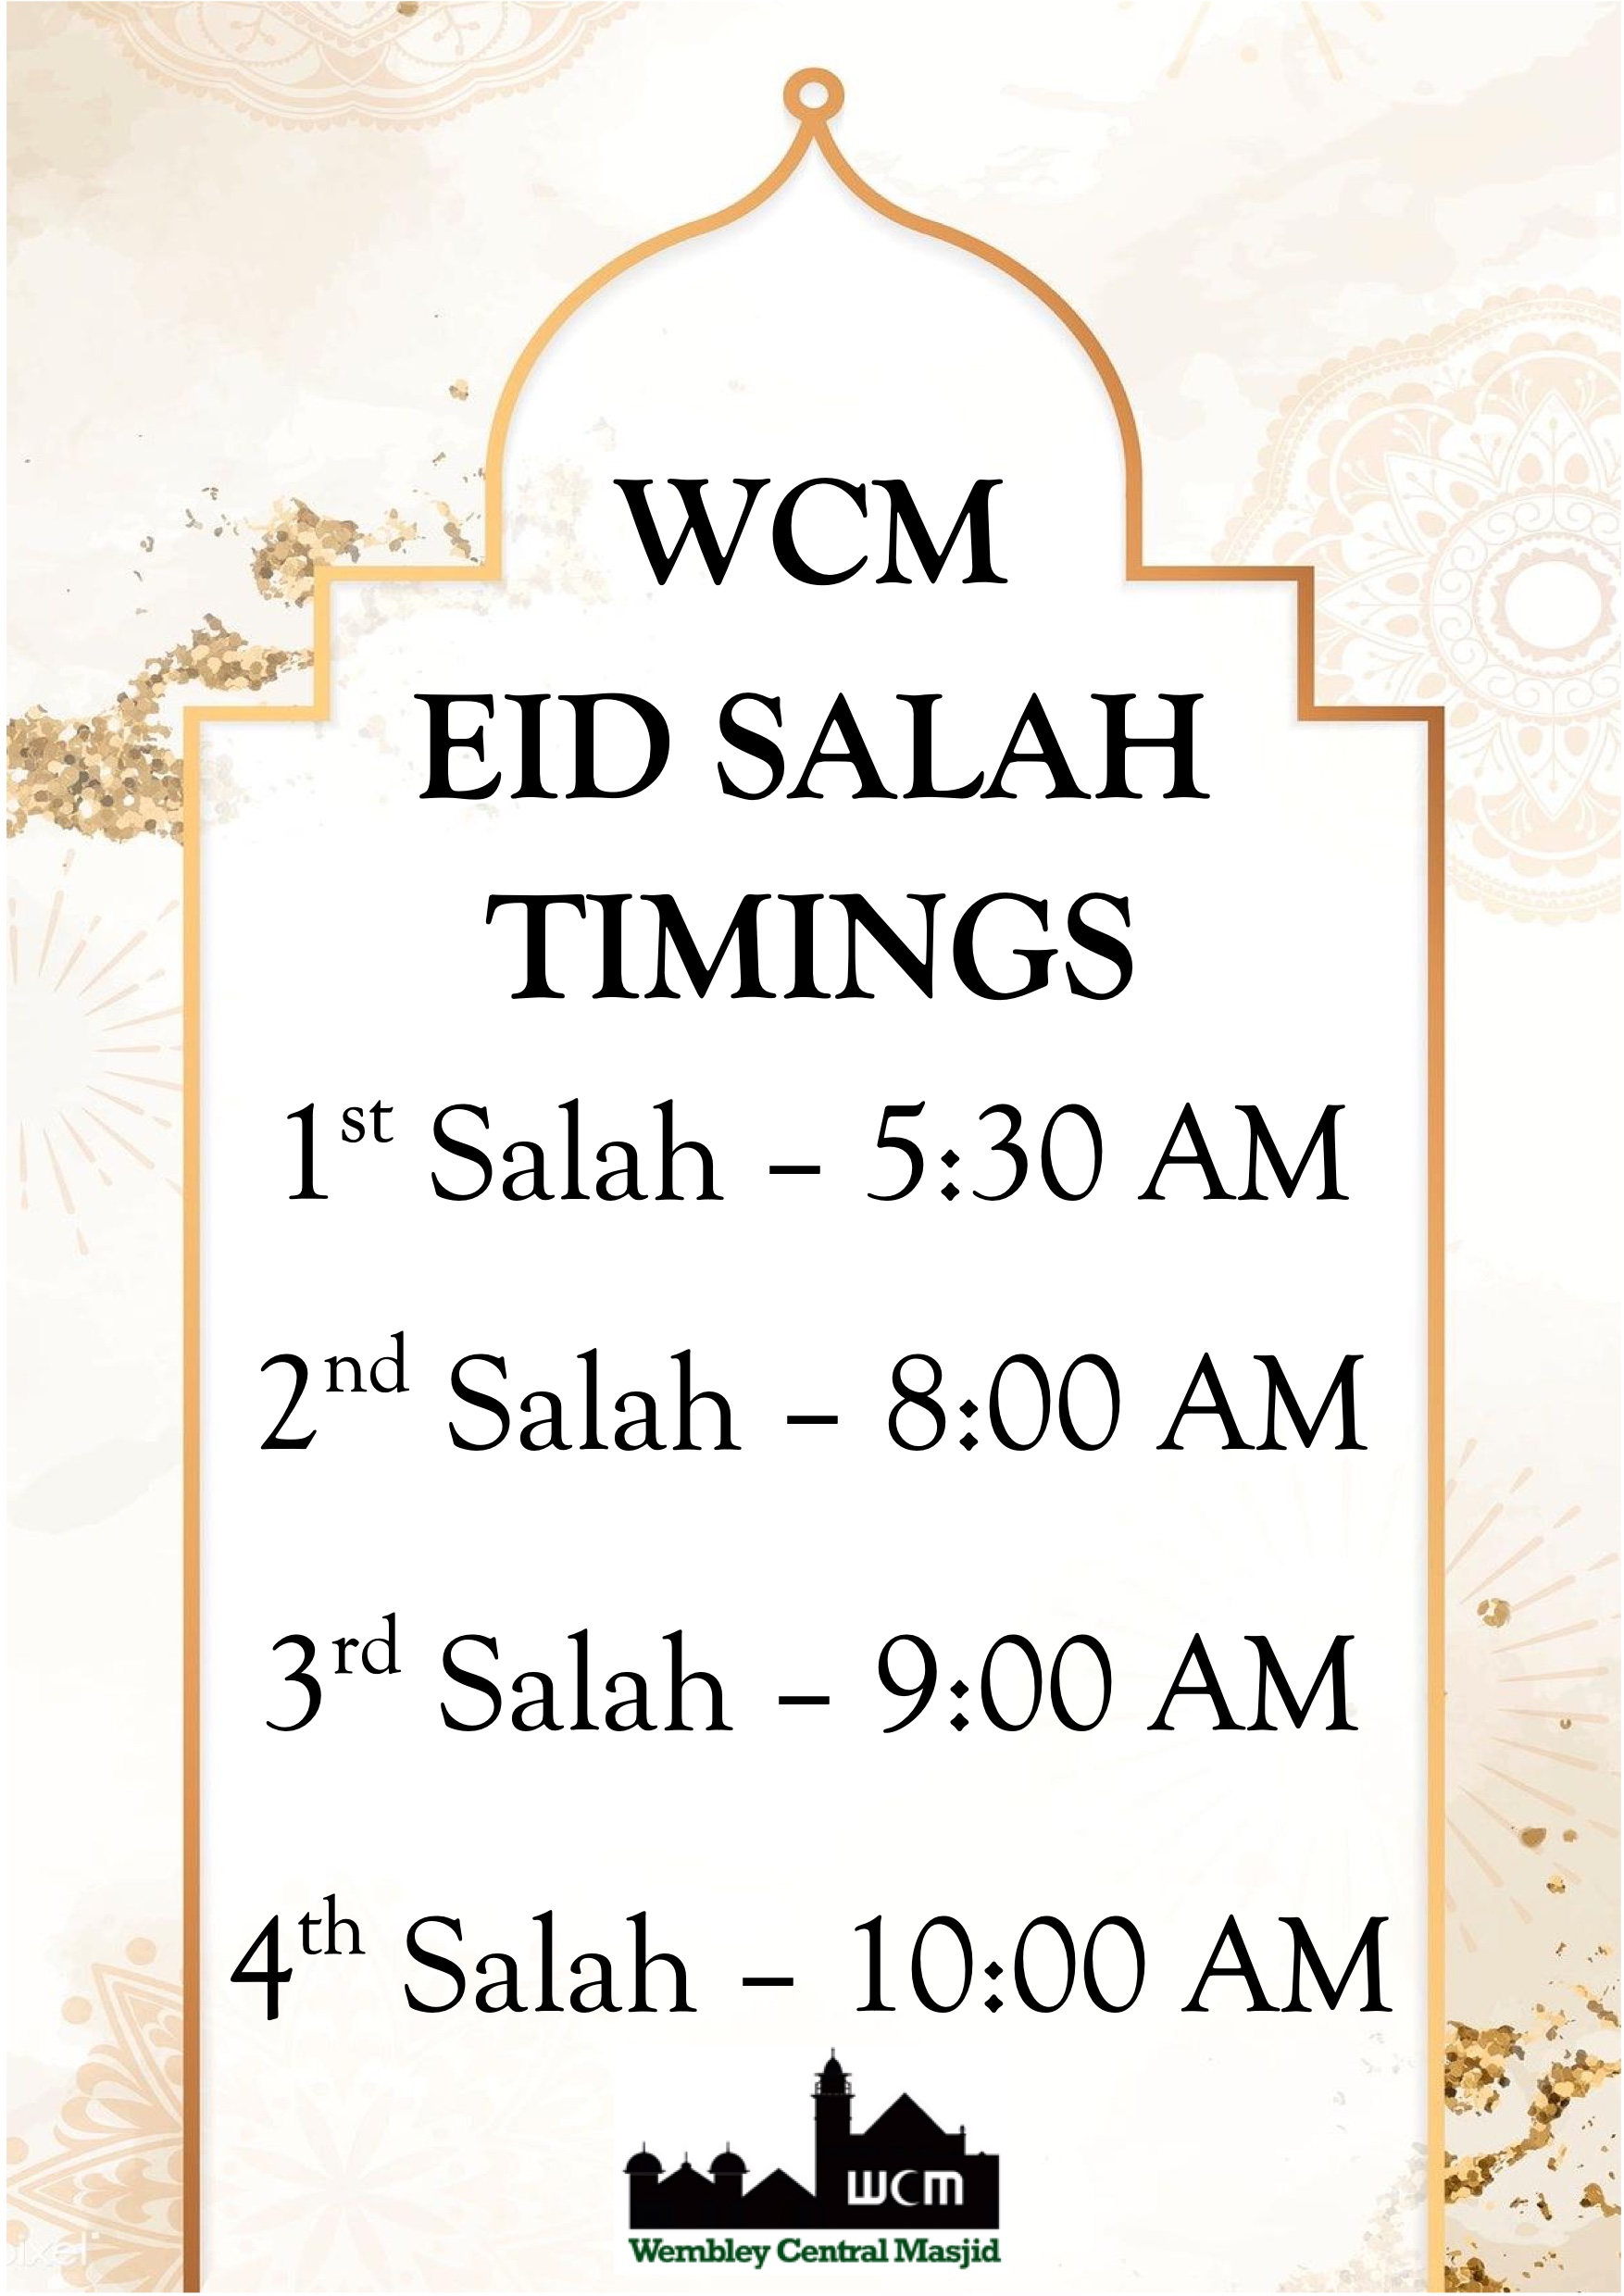 WCM
EID SALAH
TIMINGS
1st Salah – 5:30 AM
2nd Salah – 8:00 AM
3rd Salah – 9:00 AM
4th Salah – 10:00 AM
WCM
Wembley Central Masjid